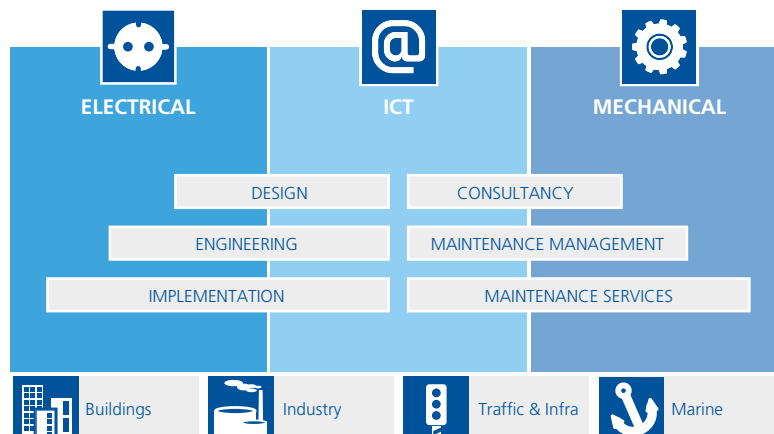 ELECTRICAL
ICT
MECHANICAL
DESIGN
CONSULTANCY
ENGINEERING
MAINTENANCE MANAGEMENT
IMPLEMENTATION
MAINTENANCE SERVICES
Buildings
Industry
Traffic & Infra
Marine